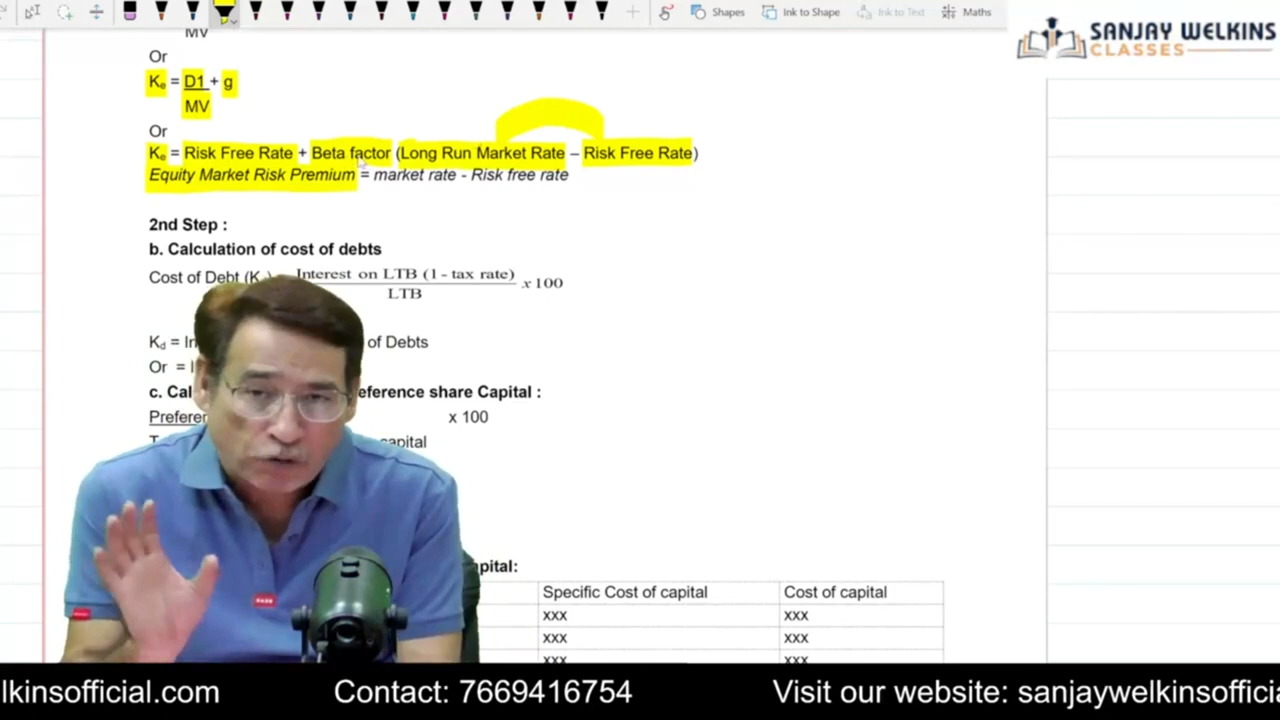 Shapes Ink to Shape Ink to Text Maths
SANJAY WELKINS
CLASSES
MV
Or
Ke = D1 + g
MV
Or
Ke = Risk Free Rate + Beta factor (Long Run Market Rate – Risk Free Rate)
Equity Market Risk Premium = market rate - Risk free rate
2nd Step :
b. Calculation of cost of debts
Cost of Debt (K Interest on LTB (1 - tax rate) x 100
LTB
Kd = of Debts
Or = I
c. Cal eference share Capital :
Prefere x 100
capital
pital:
Specific Cost of capital Cost of capital
xxx xxx
xxx xxx
xxx xxx
lkinsofficial.com Contact: 7669416754 Visit our website: sanjaywelkinsofficia